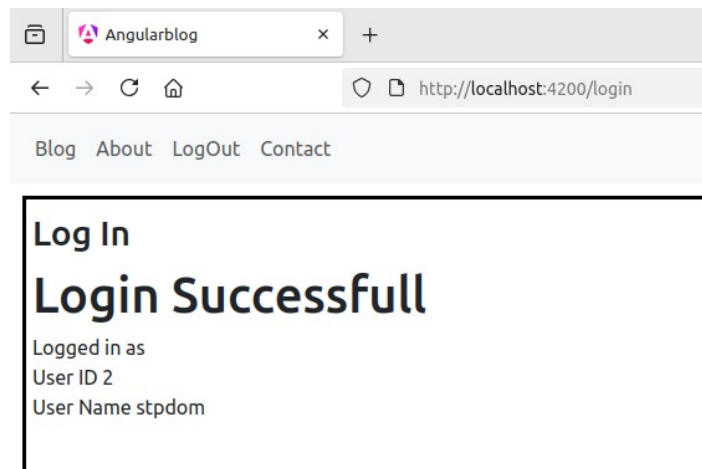 Angularblog
http://localhost:4200/login
Blog About LogOut Contact
Log In
Login Successfull
Logged in as
User ID 2
User Name stpdom